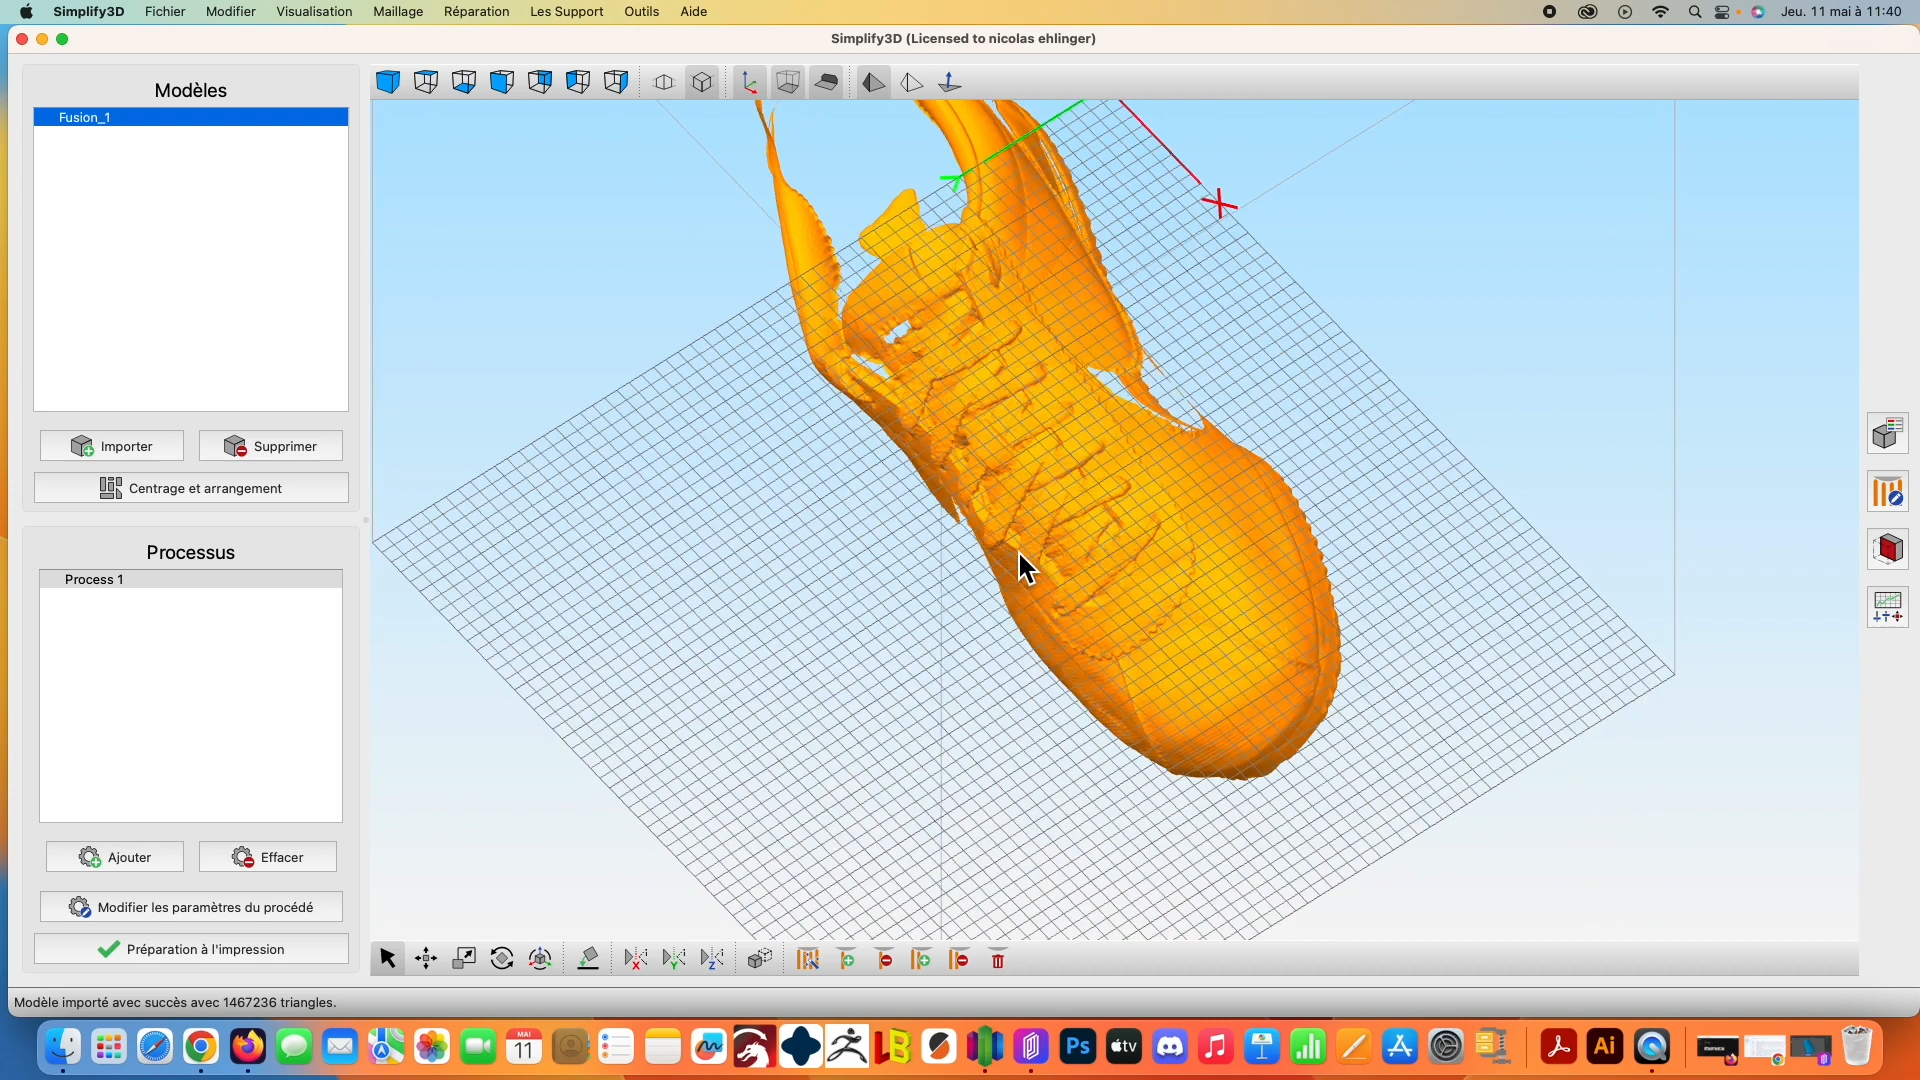 Simplify3D Fichier Modifier Visualisation Maillage Réparation Les Support Outils Aide Jeu. 11 mai à 11:40
Simplify3D (Licensed to nicolas ehlinger)
Modèles
Fusion_1
Importer Supprimer
Centrage et arrangement
Processus
Process 1
Ajouter Effacer
Modifier les paramètres du procédé
Préparation à l'impression
X Y Z
Modèle importé avec succès avec 1467236 triangles.
MAI
11
Ps
tv
Ai